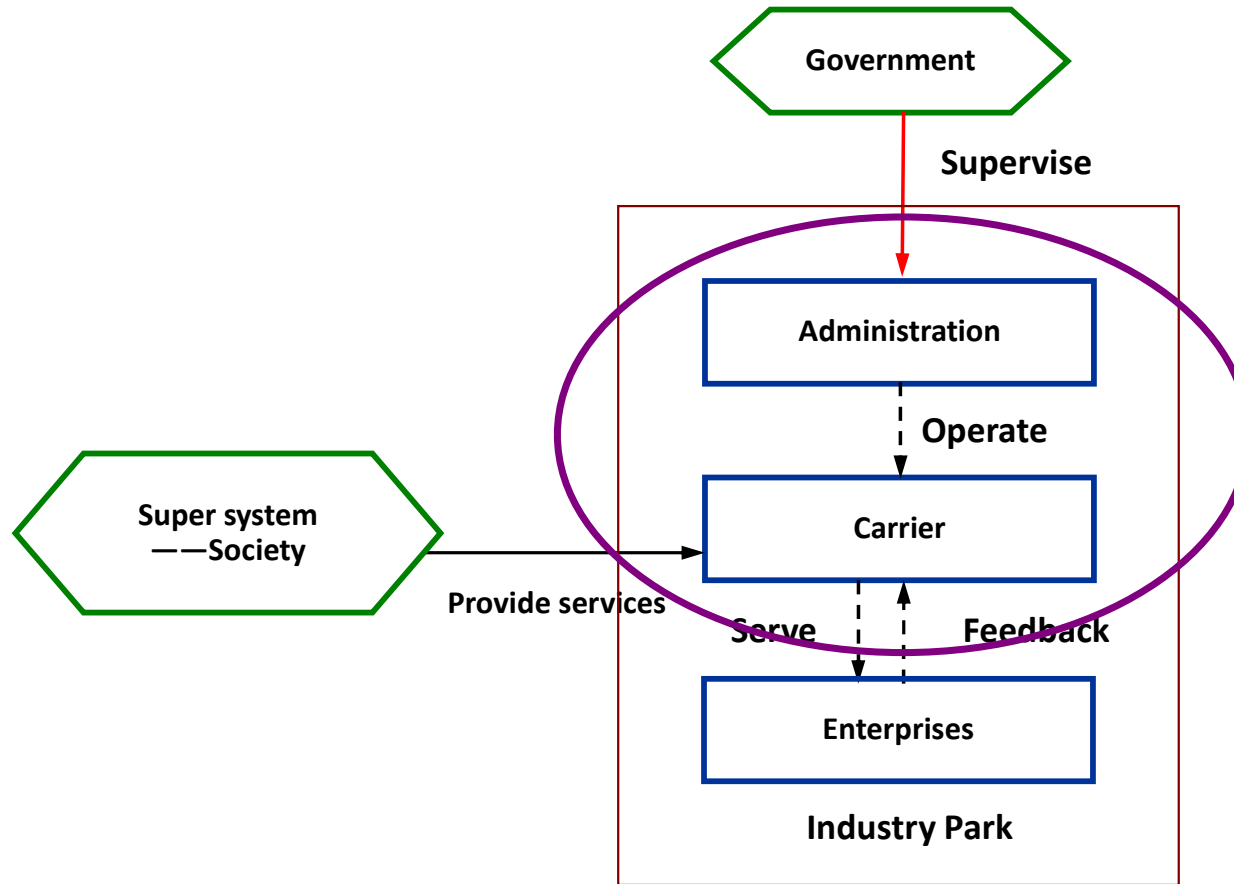 Government
Supervise
Administration
Operate
Super system
——Society
Carrier
Provide services
Serve
Feedback
Enterprises
Industry Park